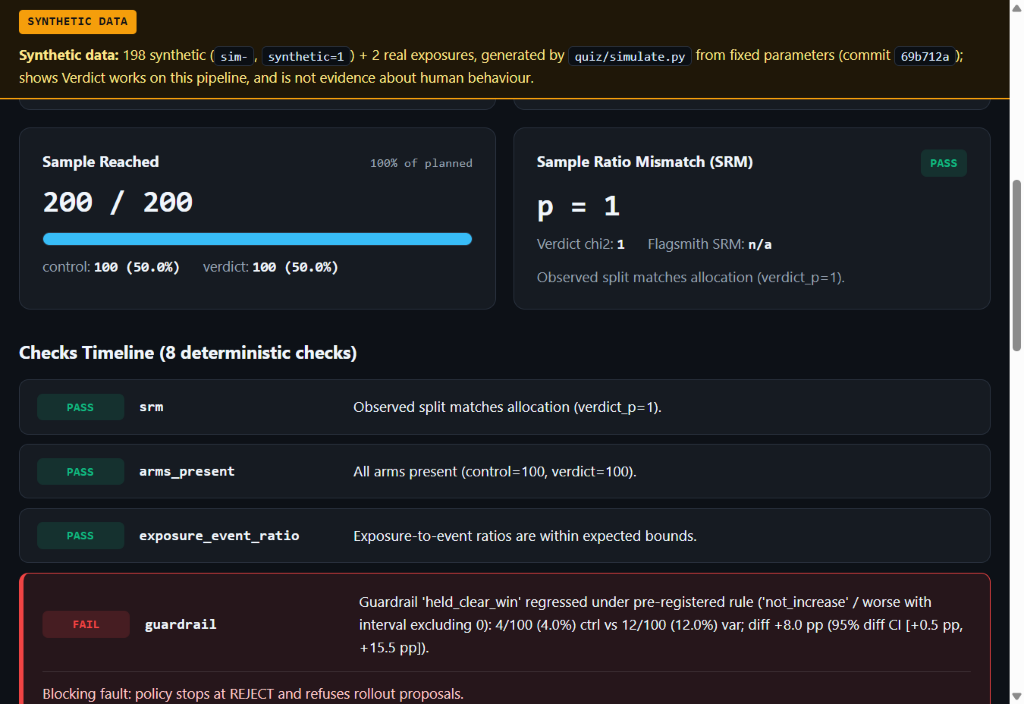 SYNTHETIC DATA
Synthetic data: 198 synthetic ( sim- , synthetic=1 ) + 2 real exposures, generated by quiz/simulate.py from fixed parameters (commit 69b712a );
shows Verdict works on this pipeline, and is not evidence about human behaviour.
Sample Reached
100% of planned
200 / 200
control: 100 (50.0%) verdict: 100 (50.0%)
Sample Ratio Mismatch (SRM)
PASS
p = 1
Verdict chi2: 1 Flagsmith SRM: n/a
Observed split matches allocation (verdict_p=1).
Checks Timeline (8 deterministic checks)
PASS srm Observed split matches allocation (verdict_p=1).
PASS arms_present All arms present (control=100, verdict=100).
PASS exposure_event_ratio Exposure-to-event ratios are within expected bounds.
FAIL guardrail
Guardrail 'held_clear_win' regressed under pre-registered rule ('not_increase' / worse with
interval excluding 0): 4/100 (4.0%) ctrl vs 12/100 (12.0%) var; diff +8.0 pp (95% diff CI [+0.5 pp,
+15.5 pp]).
Blocking fault: policy stops at REJECT and refuses rollout proposals.